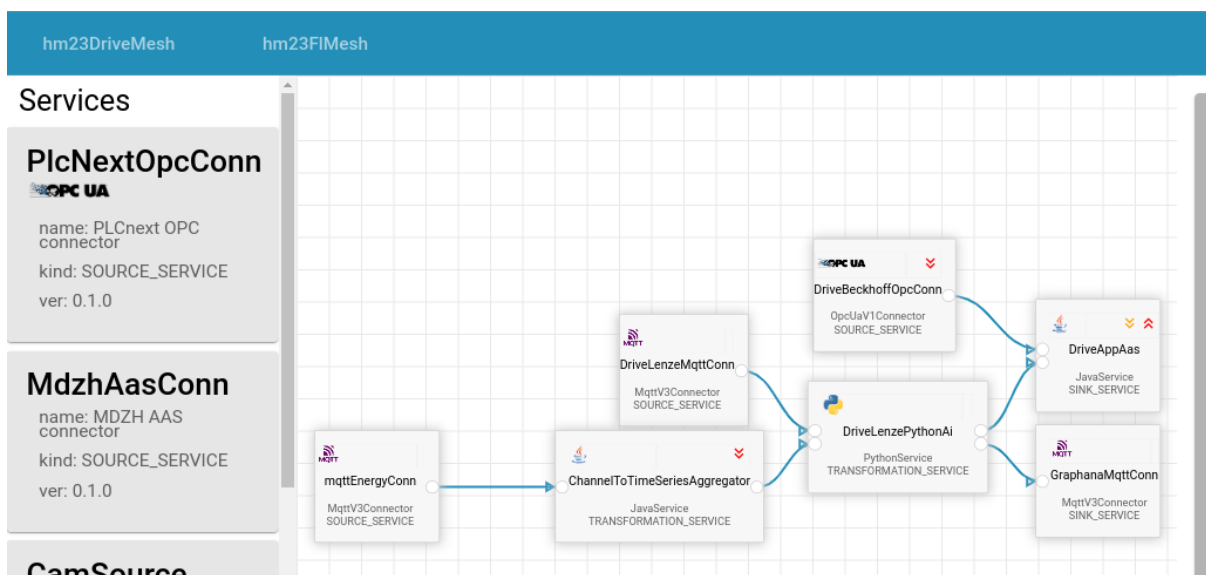 hm23DriveMesh
hm23FlMesh
Services
PlcNextOpcConn
OPC UA
name: PLCnext OPC
connector
kind: SOURCE_SERVICE
ver: 0.1.0
MdzhAasConn
name: MDZH AAS
connector
kind: SOURCE_SERVICE
ver: 0.1.0
CamSource
OPC UA
DriveBeckhoffOpcConn
OpcUaV1Connector
SOURCE_SERVICE
MQTT
DriveLenzeMqttConn
MqttV3Connector
SOURCE_SERVICE
DriveAppAas
JavaService
SINK_SERVICE
DriveLenzePythonAi
PythonService
TRANSFORMATION_SERVICE
MQTT
mqttEnergyConn
MqttV3Connector
SOURCE_SERVICE
ChannelToTimeSeriesAggregator
JavaService
TRANSFORMATION_SERVICE
MQTT
GraphanaMqttConn
MqttV3Connector
SINK_SERVICE